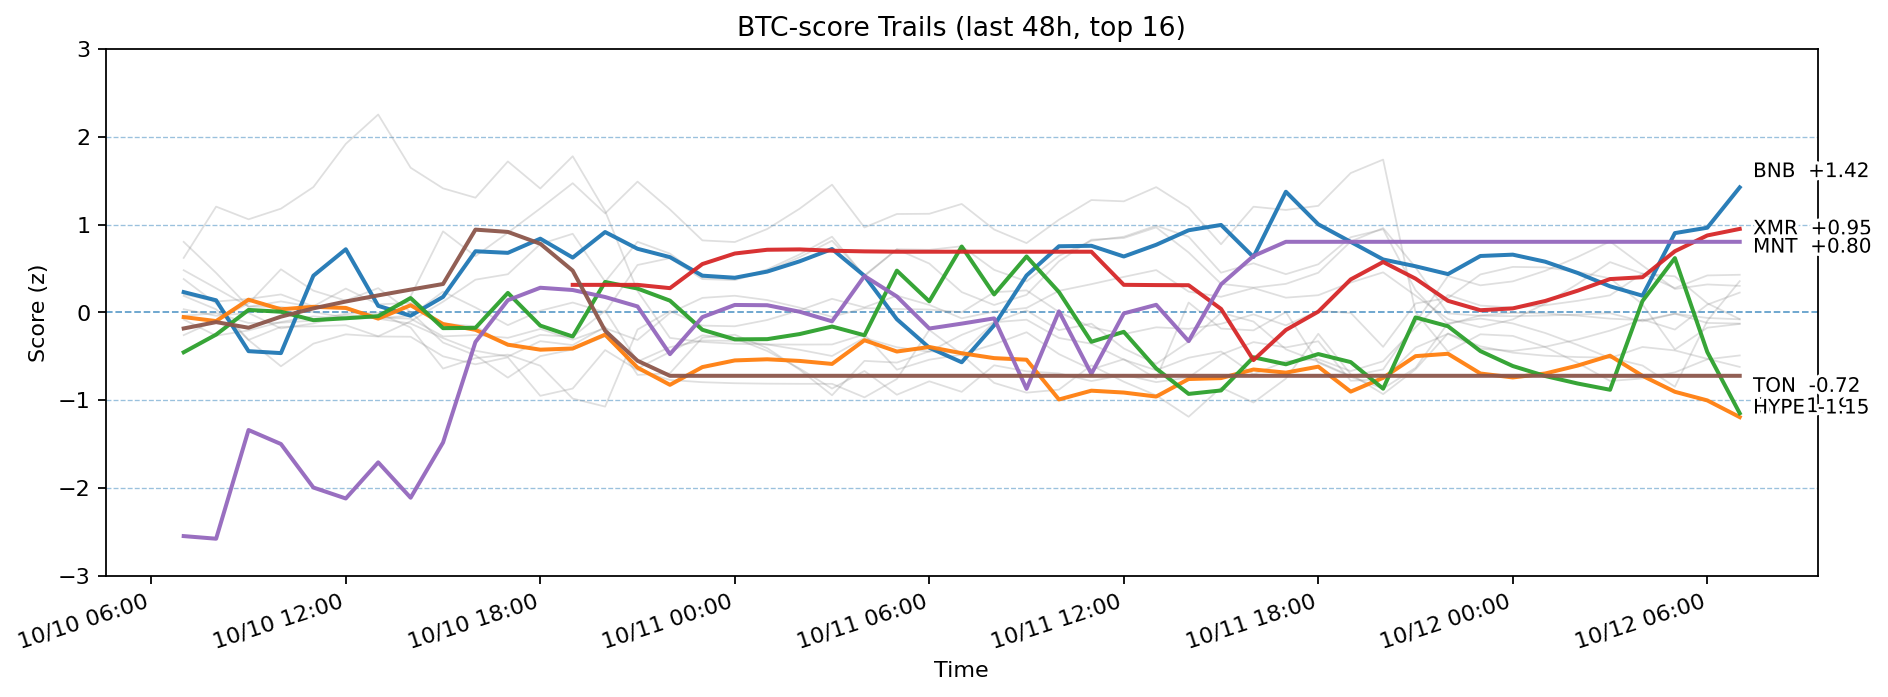 BTC-score Trails (last 48h, top 16)
Score (z)
3
2
1
0
−1
−2
−3
BNB +1.42
XMR +0.95
MNT +0.80
TON -0.72
HYPE -1.15
10/10 06:00
10/10 12:00
10/10 18:00
10/11 00:00
10/11 06:00
10/11 12:00
10/11 18:00
10/12 00:00
10/12 06:00
Time